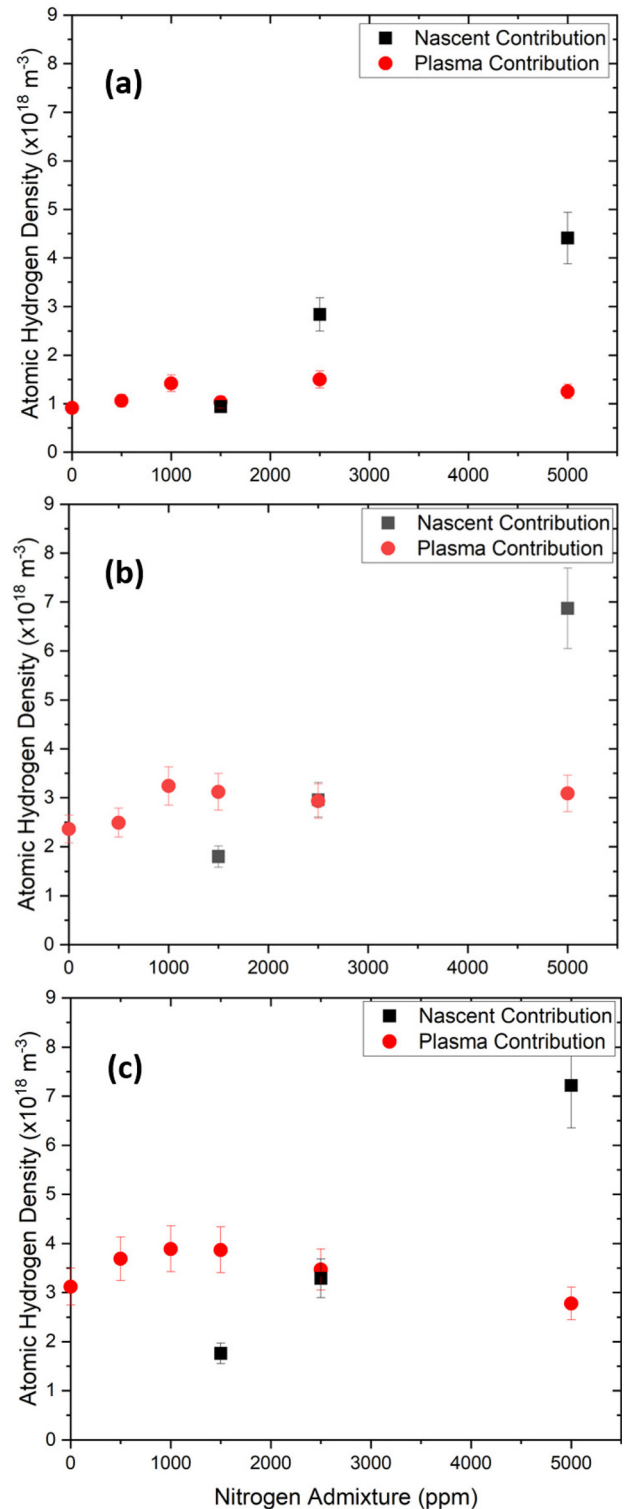 9
8
7
6
5
4
3
2
1
0
Atomic Hydrogen Density (x10¹⁸ m⁻³)
(a)
Nascent Contribution
Plasma Contribution
0 1000 2000 3000 4000 5000
9
8
7
6
5
4
3
2
1
0
Atomic Hydrogen Density (x10¹⁸ m⁻³)
(b)
Nascent Contribution
Plasma Contribution
0 1000 2000 3000 4000 5000
9
8
7
6
5
4
3
2
1
0
Atomic Hydrogen Density (x10¹⁸ m⁻³)
(c)
Nascent Contribution
Plasma Contribution
0 1000 2000 3000 4000 5000
Nitrogen Admixture (ppm)